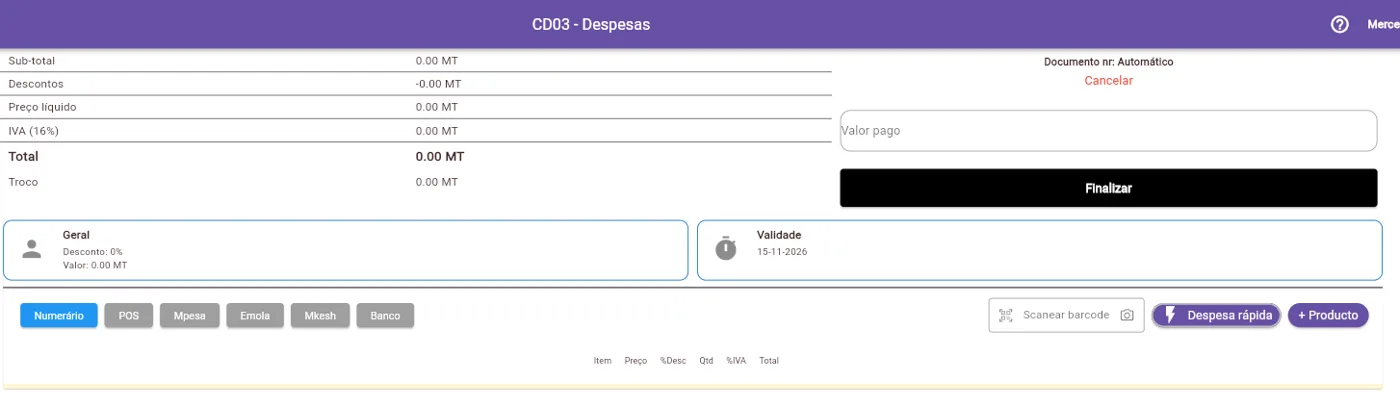 CD03 - Despesas
Merce
Sub-total 0.00 MT
Descontos -0.00 MT
Preço líquido 0.00 MT
IVA (16%) 0.00 MT
Total 0.00 MT
Troco 0.00 MT
Documento nr: Automático
Cancelar
Valor pago
Finalizar
Geral
Desconto: 0%
Valor: 0.00 MT
Validade
15-11-2026
Numerário POS Mpesa Emola Mkesh Banco
Scanear barcode Despesa rápida + Producto
Item Preço %Desc Qtd %IVA Total